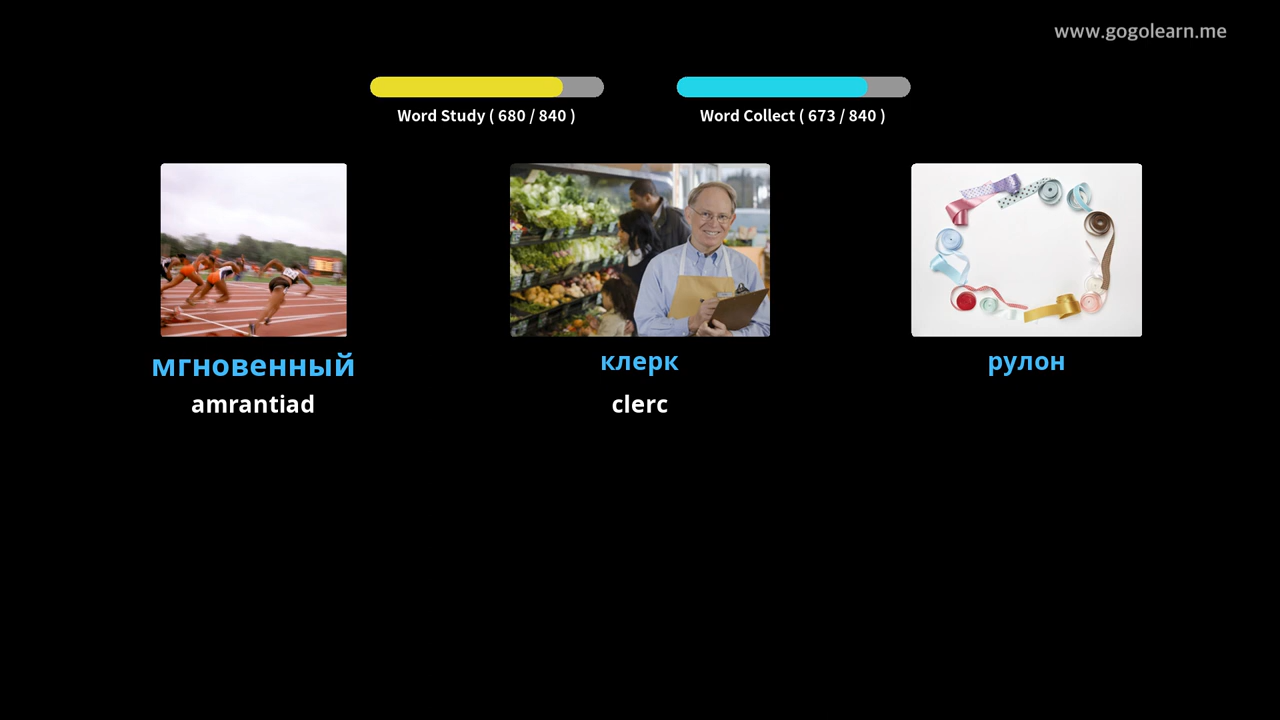 www.gogolearn.me
Word Study ( 680 / 840 )
Word Collect ( 673 / 840 )
мгновенный
клерк
рулон
amrantiad
clerc